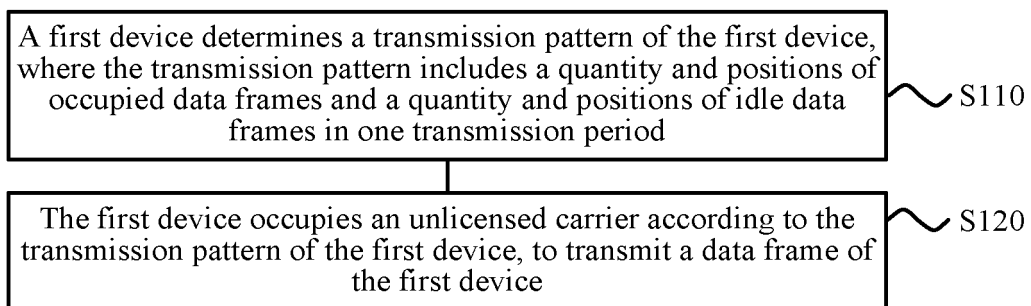 A first device determines a transmission pattern of the first device,
where the transmission pattern includes a quantity and positions of
occupied data frames and a quantity and positions of idle data
frames in one transmission period
S110
The first device occupies an unlicensed carrier according to the
transmission pattern of the first device, to transmit a data frame of
the first device
S120